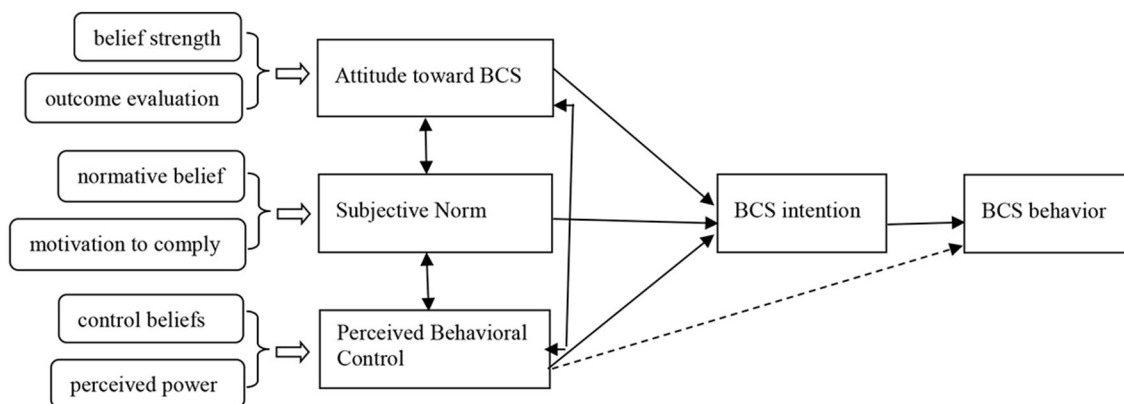 belief strength
outcome evaluation
Attitude toward BCS
normative belief
motivation to comply
Subjective Norm
BCS intention
BCS behavior
control beliefs
perceived power
Perceived Behavioral
Control